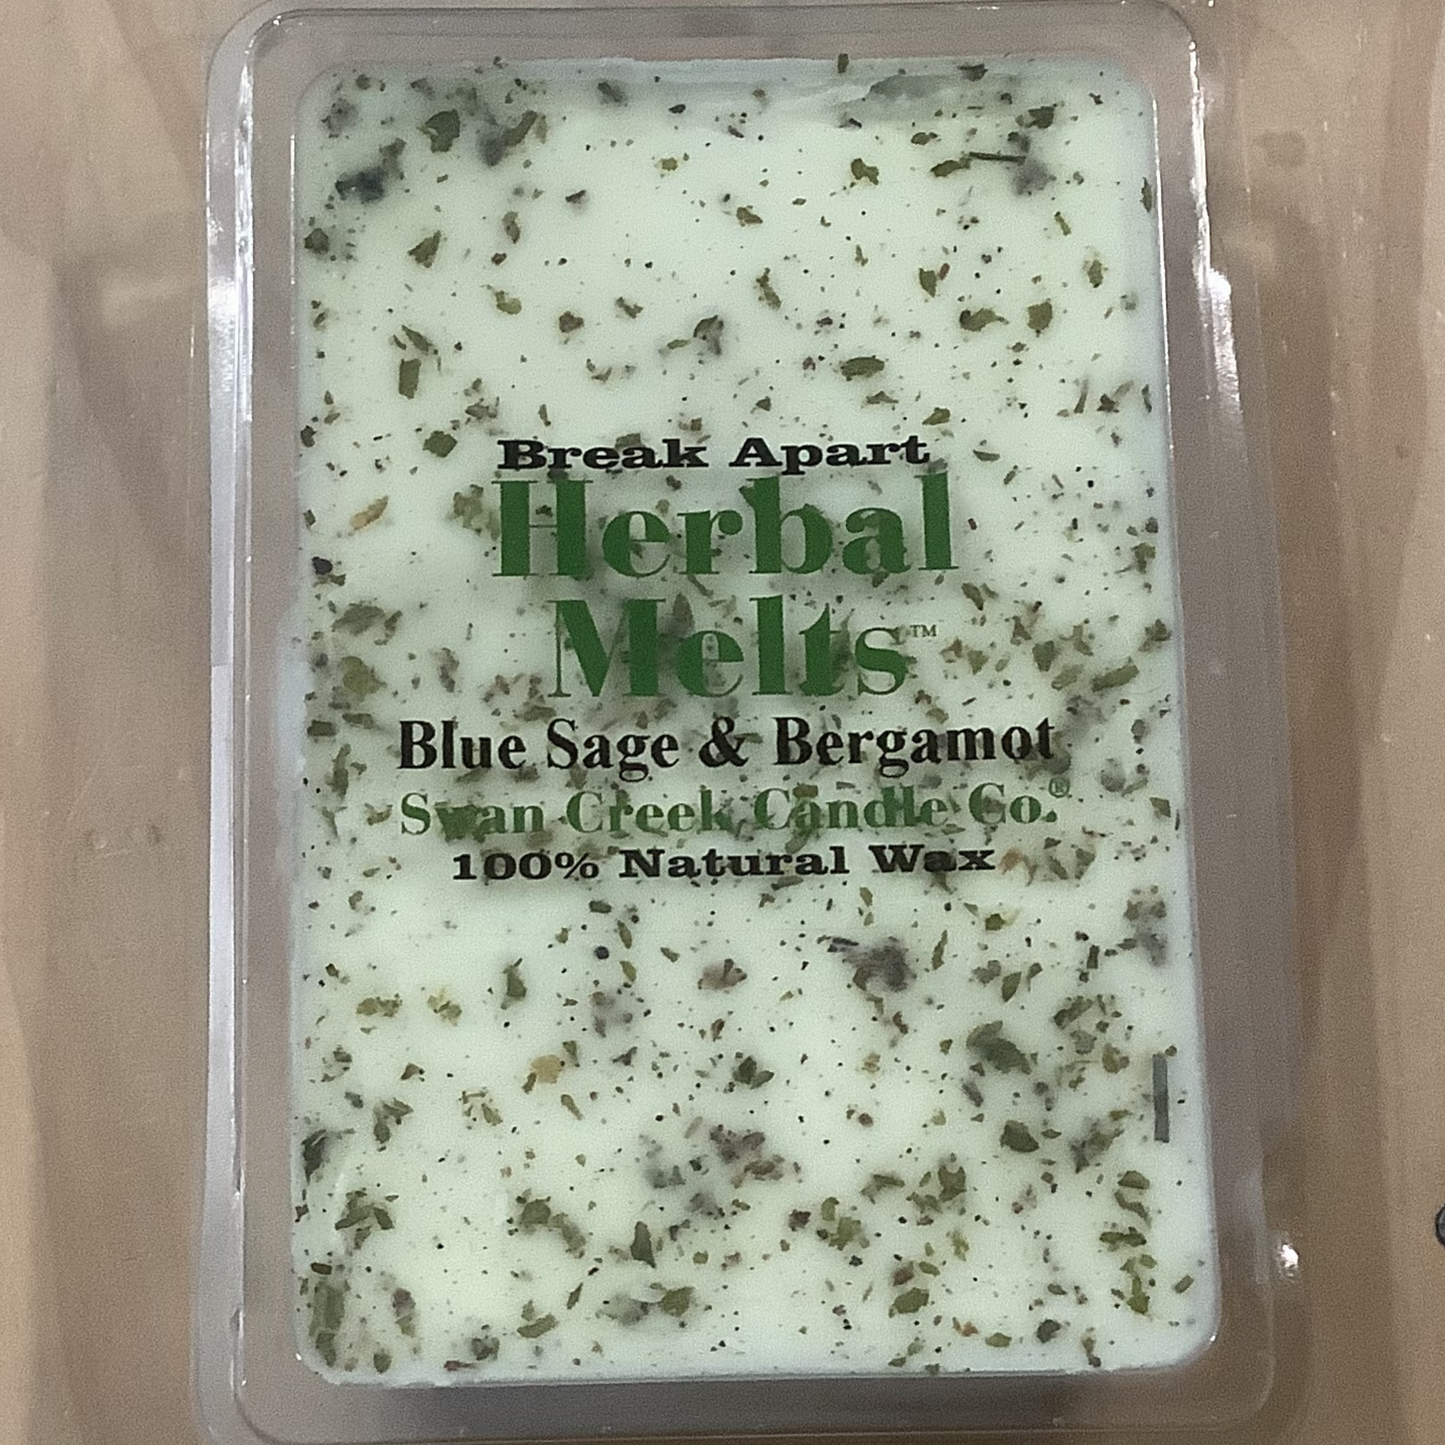 Break Apart
Herbal
Melts™
Blue Sage & Bergamot
Swan Creek Candle Co.®
100% Natural Wax